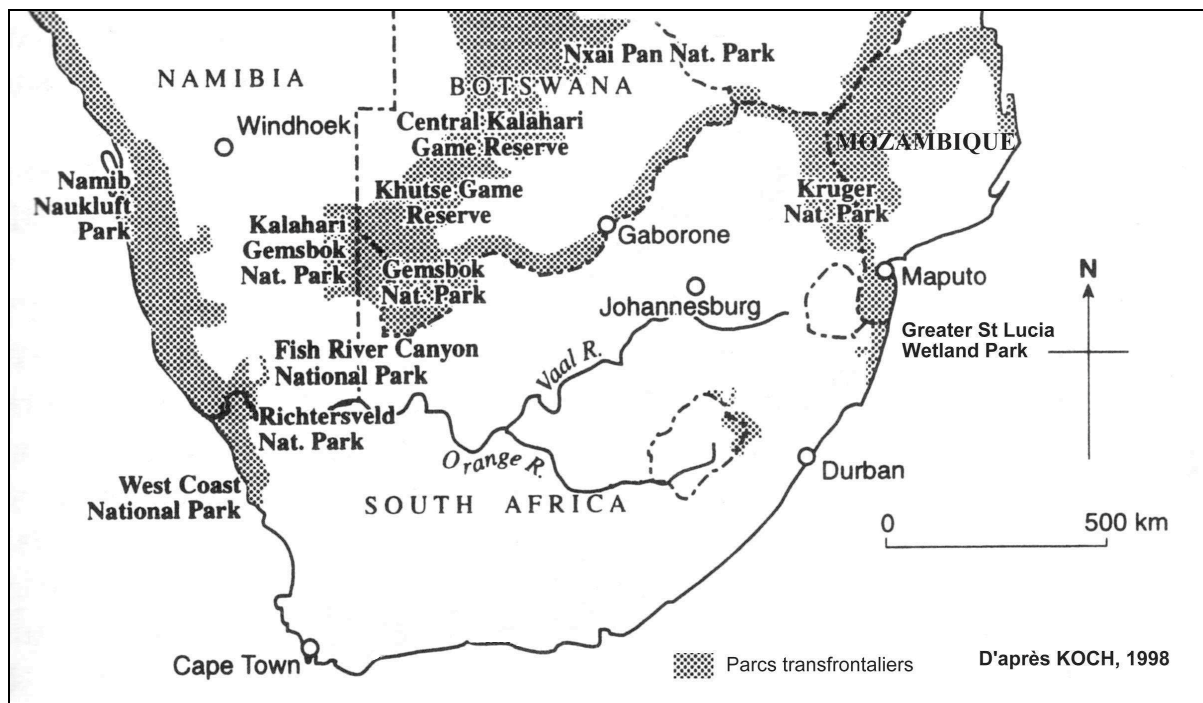 Nxai Pan Nat. Park
NAMIBIA
BOTSWANA
Windhoek
Central Kalahari
Game Reserve
MOZAMBIQUE
Namib
Naukluft
Park
Khutse Game
Reserve
Kruger
Nat. Park
Kalahari
Gemsbok
Nat. Park
Gaborone
Gemsbok
Nat. Park
Maputo
N
Johannesburg
Greater St Lucia
Wetland Park
Fish River Canyon
National Park
Vaal R.
Richtersveld
Nat. Park
Orange R.
Durban
West Coast
National Park
SOUTH AFRICA
0 500 km
Cape Town
Parcs transfrontaliers
D'après KOCH, 1998